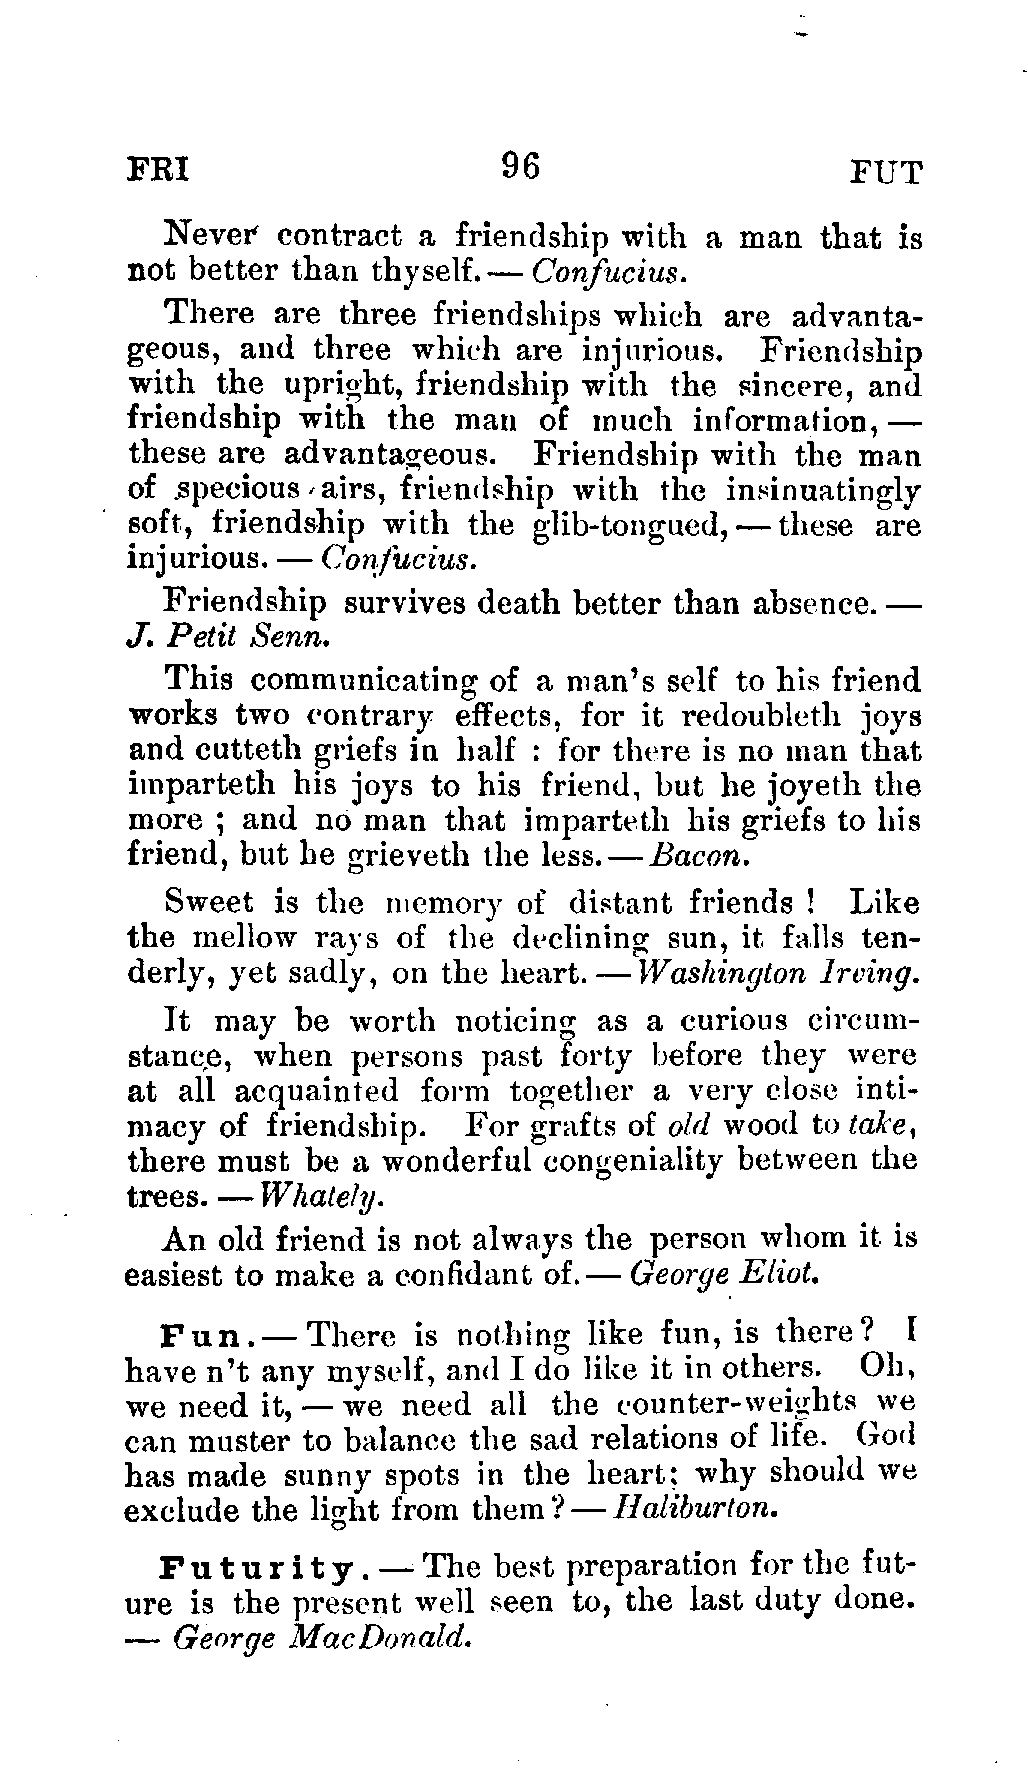 FRI 96 FUT
Never contract a friendship with a man that is
not better than thyself. — Confucius.
There are three friendships which are advanta-
geous, and three which are injurious. Friendship
with the upright, friendship with the sincere, and
friendship with the man of much information, —
these are advantageous. Friendship with the man
of specious airs, friendship with the insinuatingly
soft, friendship with the glib-tongued, — these are
injurious. — Confucius.
Friendship survives death better than absence. —
J. Petit Senn.
This communicating of a man's self to his friend
works two contrary effects, for it redoubleth joys
and cutteth griefs in half : for there is no man that
imparteth his joys to his friend, but he joyeth the
more ; and no man that imparteth his griefs to his
friend, but he grieveth the less. — Bacon.
Sweet is the memory of distant friends ! Like
the mellow rays of the declining sun, it falls ten-
derly, yet sadly, on the heart. — Washington Irving.
It may be worth noticing as a curious circum-
stance, when persons past forty before they were
at all acquainted form together a very close inti-
macy of friendship. For grafts of old wood to take,
there must be a wonderful congeniality between the
trees. — Whately.
An old friend is not always the person whom it is
easiest to make a confidant of. — George Eliot.
Fun. — There is nothing like fun, is there? I
have n't any myself, and I do like it in others. Oh,
we need it, — we need all the counter-weights we
can muster to balance the sad relations of life. God
has made sunny spots in the heart; why should we
exclude the light from them? — Haliburton.
Futurity. — The best preparation for the fut-
ure is the present well seen to, the last duty done.
— George MacDonald.